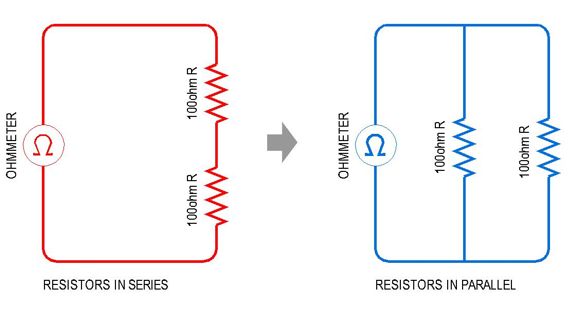 OHMMETER
Ω
100ohm R
100ohm R
RESISTORS IN SERIES
OHMMETER
Ω
100ohm R
100ohm R
RESISTORS IN PARALLEL